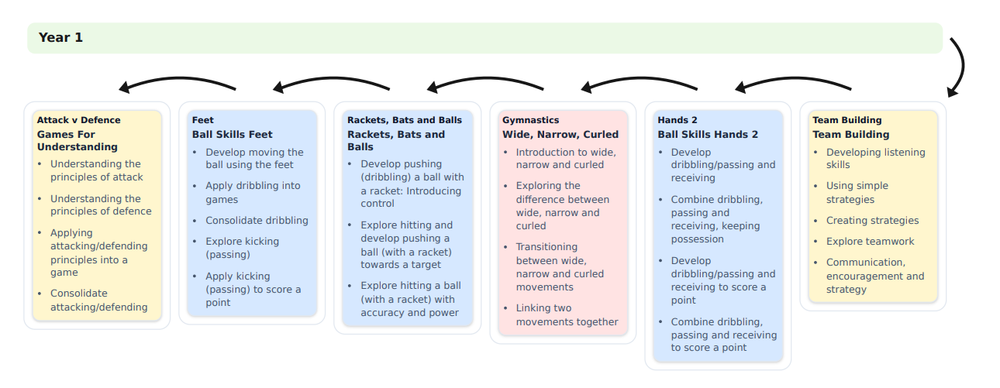 Year 1
Attack v Defence
Games For
Understanding
• Understanding the
principles of attack
• Understanding the
principles of defence
• Applying
attacking/defending
principles into a
game
• Consolidate
attacking/defending
Feet
Ball Skills Feet
• Develop moving the
ball using the feet
• Apply dribbling into
games
• Consolidate dribbling
• Explore kicking
(passing)
• Apply kicking
(passing) to score a
point
Rackets, Bats and Balls
Rackets, Bats and
Balls
• Develop pushing
(dribbling) a ball with
a racket: Introducing
control
• Explore hitting and
develop pushing a
ball (with a racket)
towards a target
• Explore hitting a ball
(with a racket) with
accuracy and power
Gymnastics
Wide, Narrow, Curled
• Introduction to wide,
narrow and curled
• Exploring the
difference between
wide, narrow and
curled
• Transitioning
between wide,
narrow and curled
movements
• Linking two
movements together
Hands 2
Ball Skills Hands 2
• Develop
dribbling/passing and
receiving
• Combine dribbling,
passing and
receiving, keeping
possession
• Develop
dribbling/passing and
receiving to score a
point
• Combine dribbling,
passing and receiving
to score a point
Team Building
Team Building
• Developing listening
skills
• Using simple
strategies
• Creating strategies
• Explore teamwork
• Communication,
encouragement and
strategy